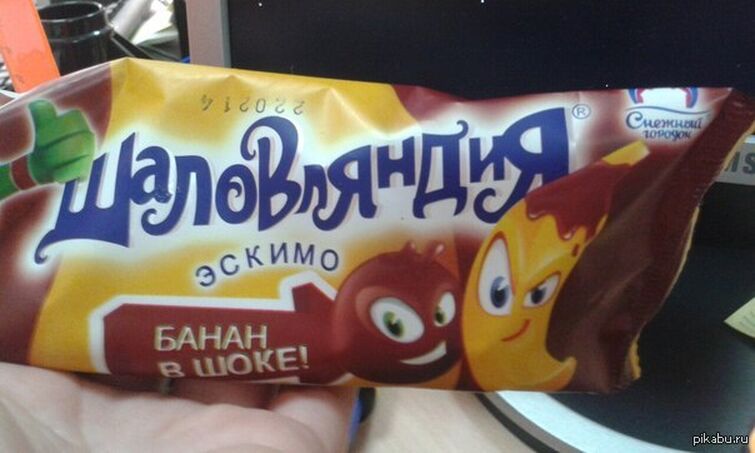 220214
ШалоВляндия®
Снежный
городок
ЭСКИМО
БАНАН
В ШОКЕ!
pikabu.ru